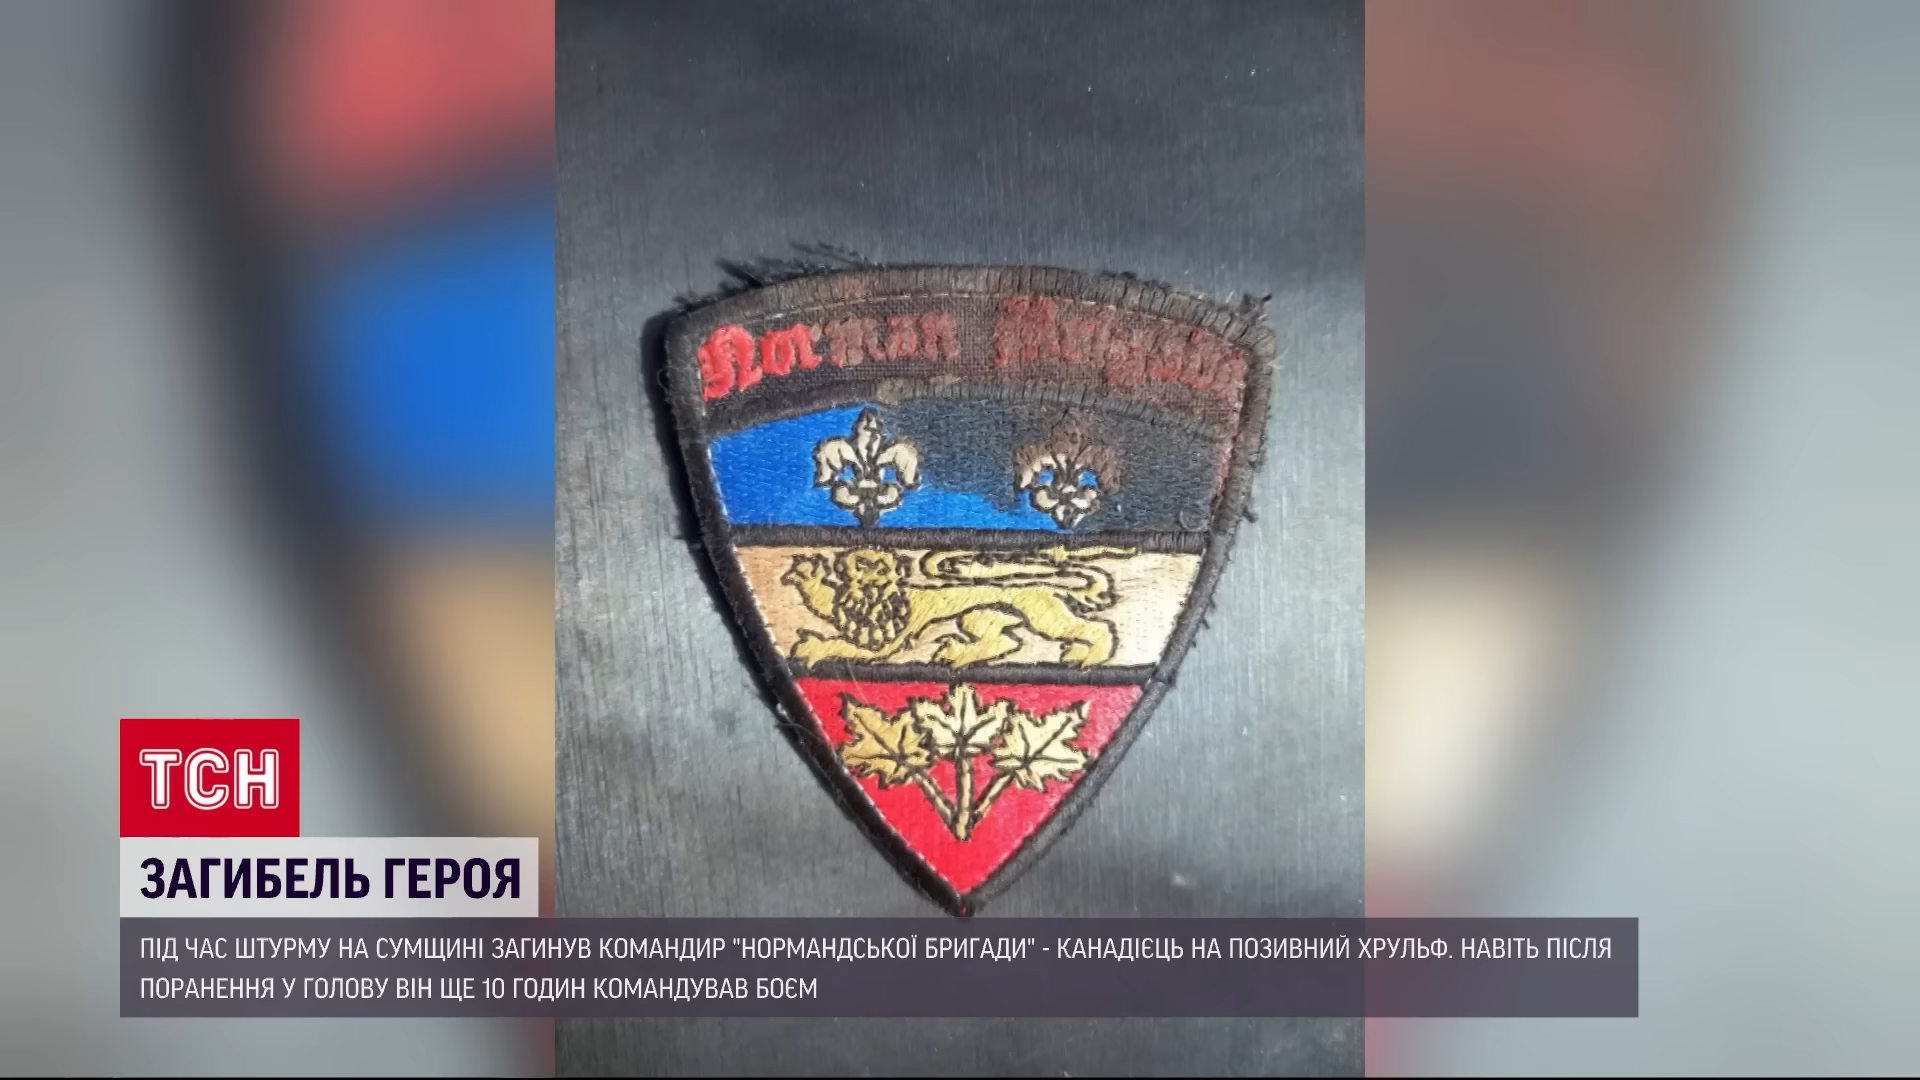 Norman Brigade
ТСН
ЗАГИБЕЛЬ ГЕРОЯ
ПІД ЧАС ШТУРМУ НА СУМЩИНІ ЗАГИНУВ КОМАНДИР "НОРМАНДСЬКОЇ БРИГАДИ" - КАНАДІЄЦЬ НА ПОЗИВНИЙ ХРУЛЬФ. НАВІТЬ ПІСЛЯ
ПОРАНЕННЯ У ГОЛОВУ ВІН ЩЕ 10 ГОДИН КОМАНДУВАВ БОЄМ